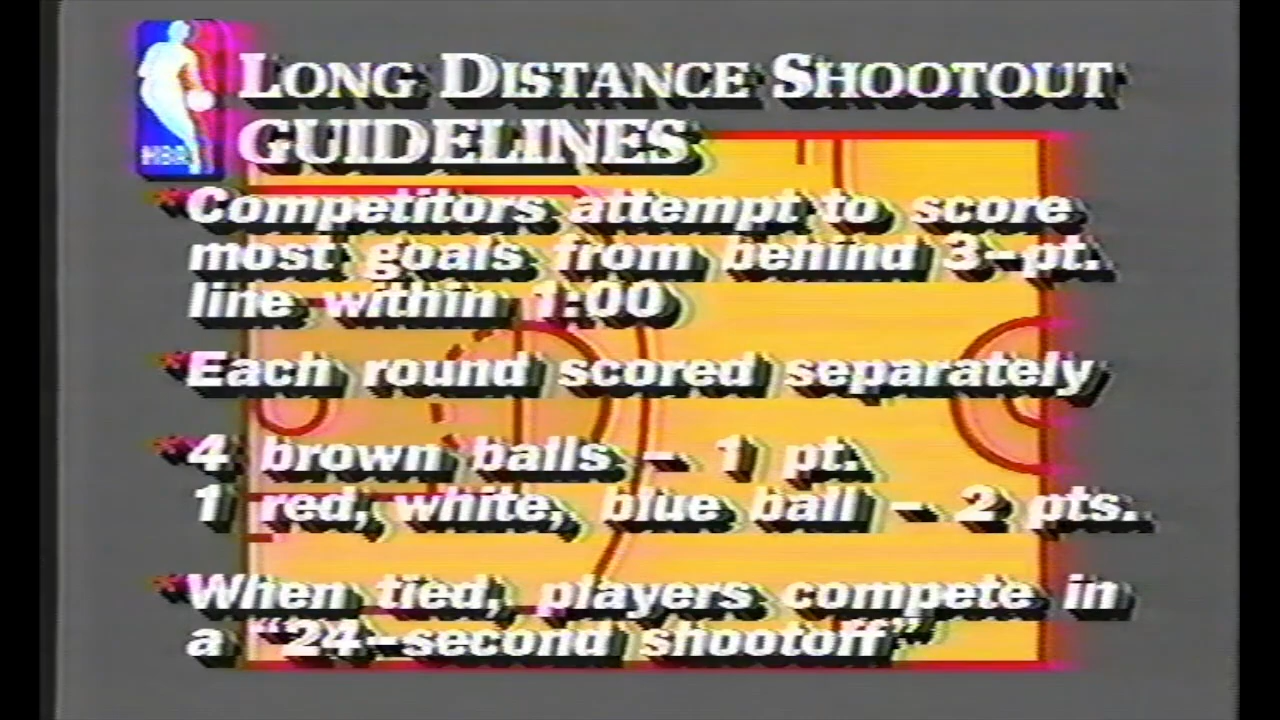 NBA
LONG DISTANCE SHOOTOUT
GUIDELINES
*Competitors attempt to score
most goals from behind 3-pt.
line within 1:00
*Each round scored separately
*4 brown balls - 1 pt.
1 red, white, blue ball - 2 pts.
*When tied, players compete in
a "24-second shootoff"